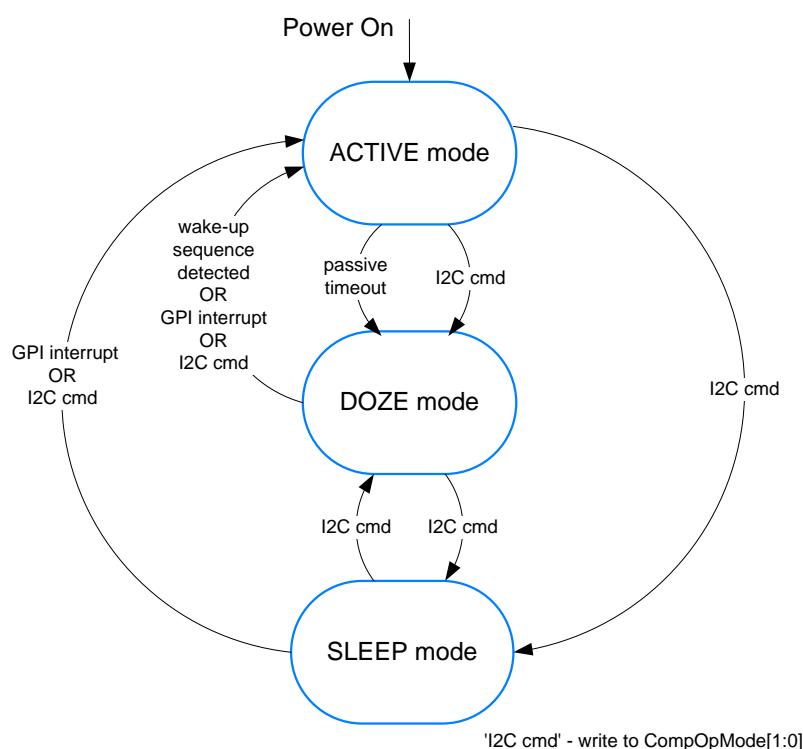 Power On
ACTIVE mode
wake-up
sequence
detected
OR
GPI interrupt
OR
I2C cmd
passive
timeout
I2C cmd
GPI interrupt
OR
I2C cmd
DOZE mode
I2C cmd
I2C cmd
I2C cmd
SLEEP mode
'I2C cmd' - write to CompOpMode[1:0]